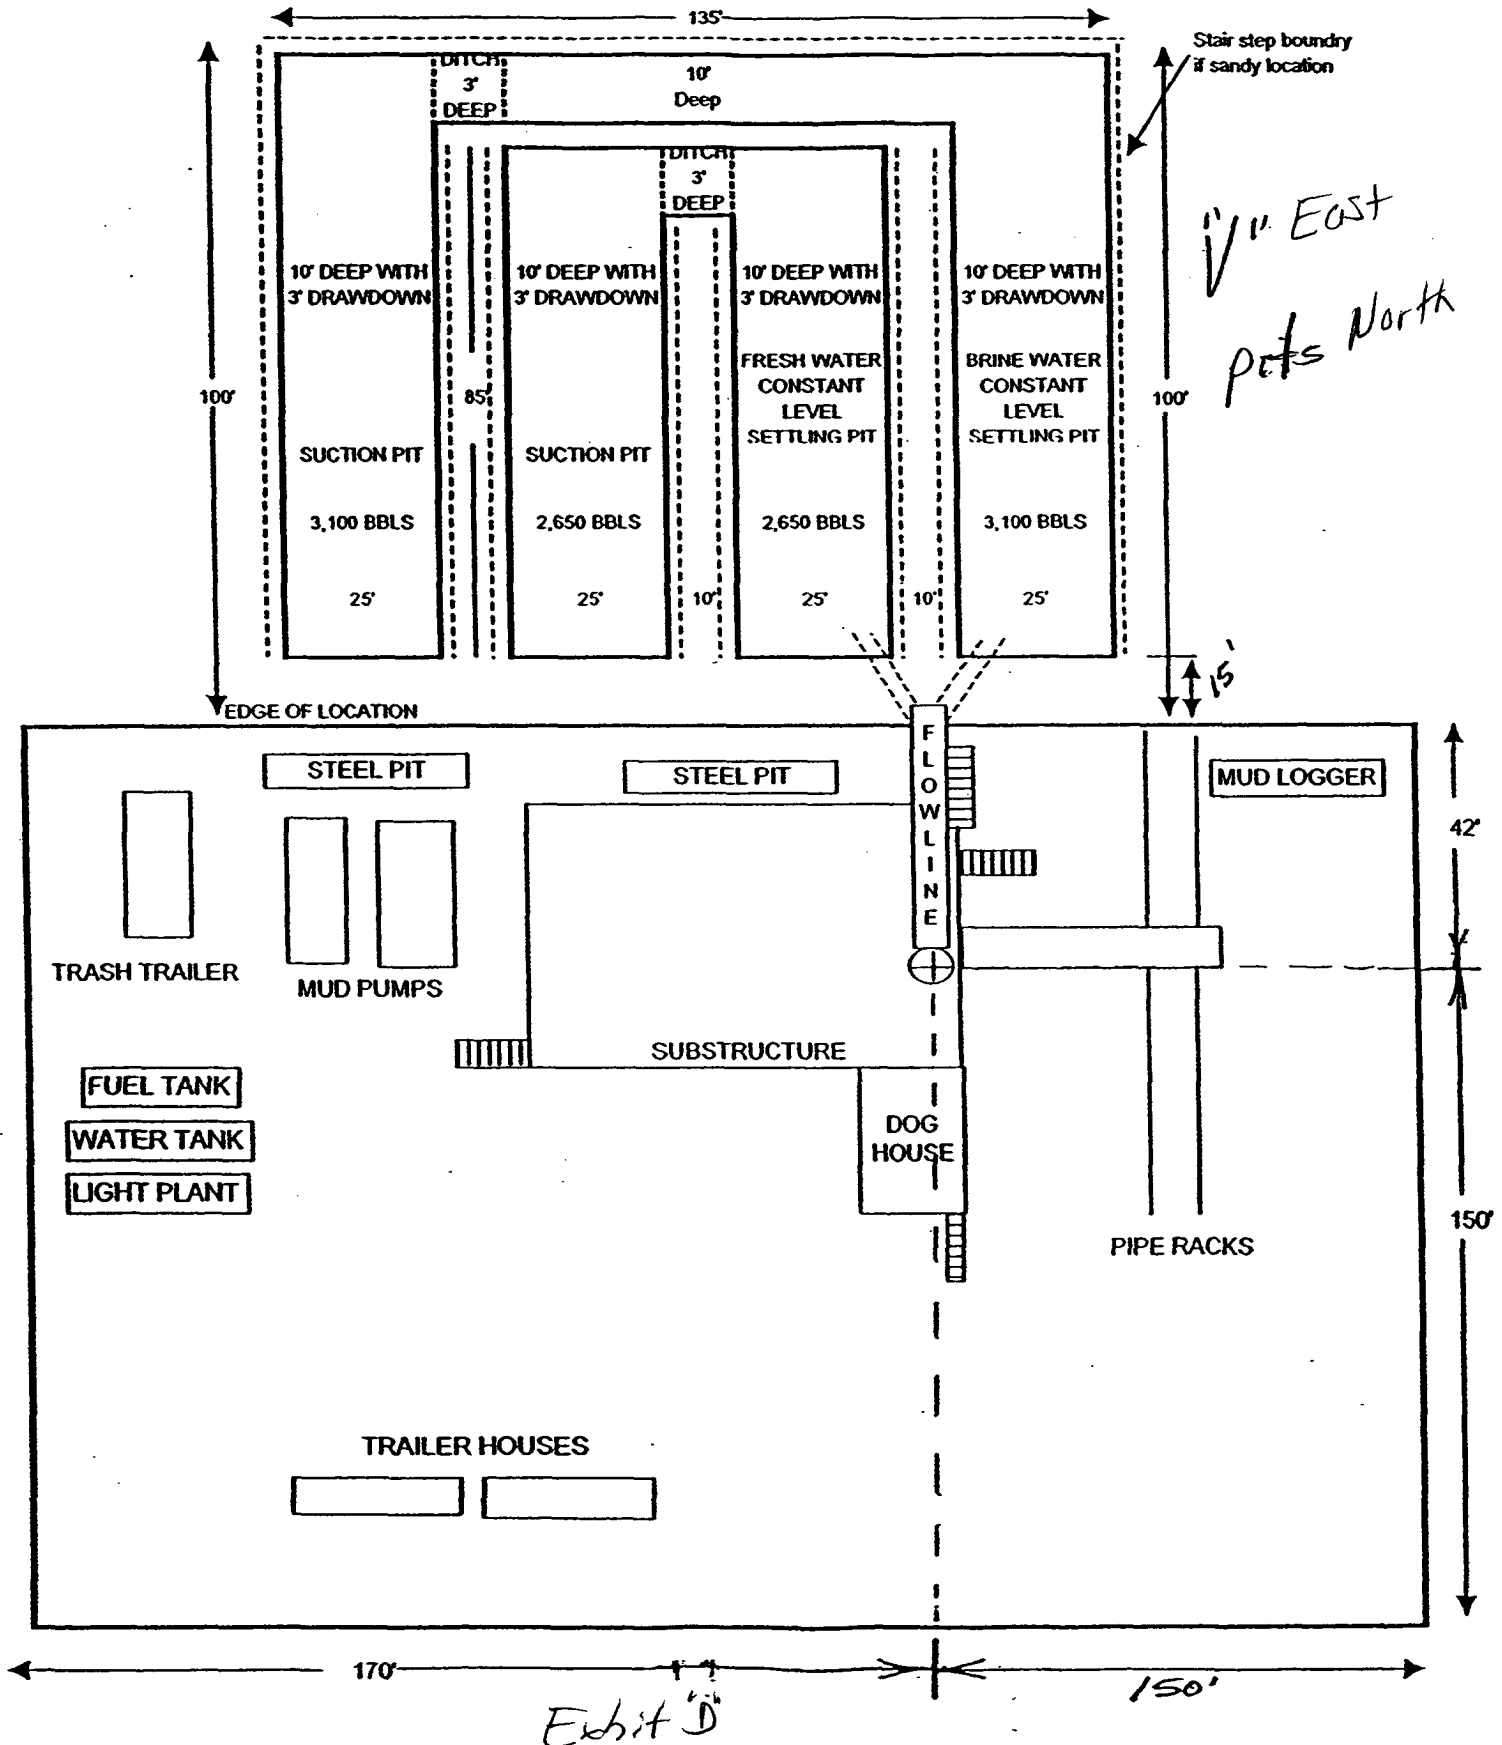 135'
Stair step boundry
if sandy location
DITCH
3'
DEEP
10'
Deep
DITCH
3'
DEEP
"V" East
pits North
10' DEEP WITH
3' DRAWDOWN
10' DEEP WITH
3' DRAWDOWN
10' DEEP WITH
3' DRAWDOWN
10' DEEP WITH
3' DRAWDOWN
FRESH WATER
CONSTANT
LEVEL
SETTLING PIT
BRINE WATER
CONSTANT
LEVEL
SETTLING PIT
100'
85'
100'
SUCTION PIT
SUCTION PIT
3,100 BBLS
2,650 BBLS
2,650 BBLS
3,100 BBLS
25'
25'
10'
25'
10'
25'
15'
EDGE OF LOCATION
FLOWLINE
STEEL PIT
STEEL PIT
MUD LOGGER
42'
TRASH TRAILER
MUD PUMPS
SUBSTRUCTURE
FUEL TANK
WATER TANK
LIGHT PLANT
DOG
HOUSE
PIPE RACKS
150'
TRAILER HOUSES
170'
150'
Exhit "D"